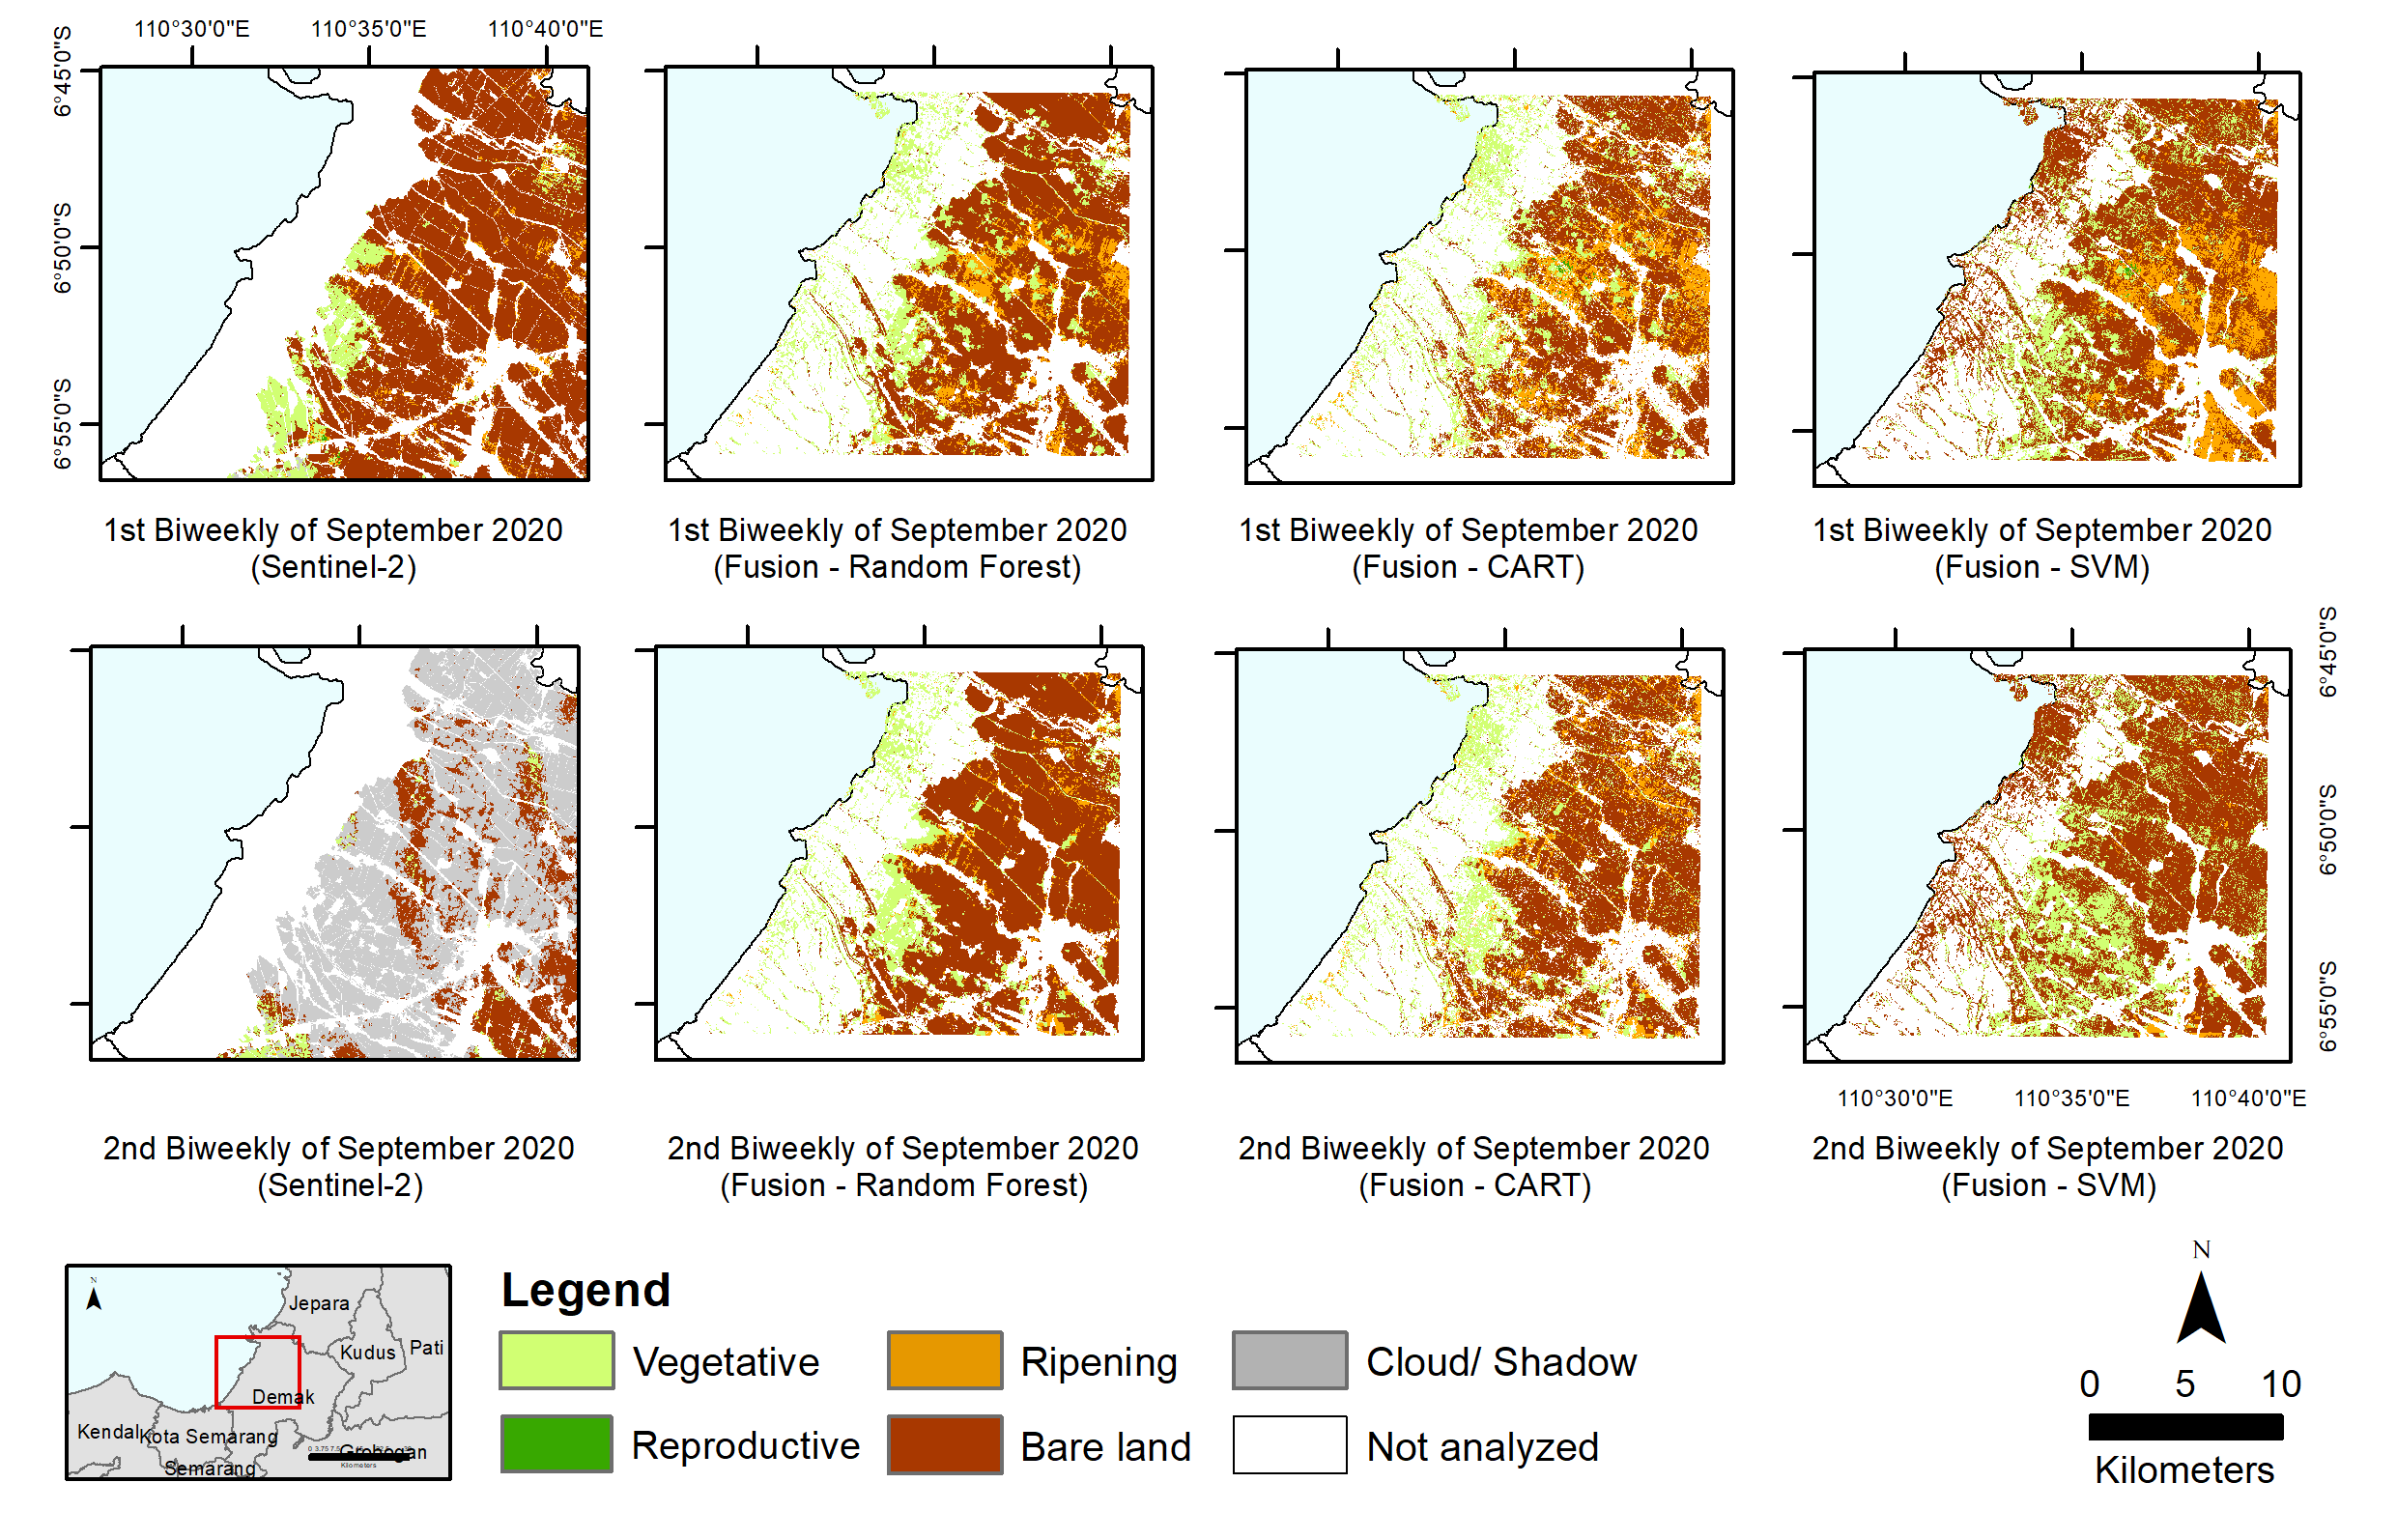 110°30'0"E 110°35'0"E 110°40'0"E
6°45'0"S
6°50'0"S
6°55'0"S
1st Biweekly of September 2020
(Sentinel-2)
1st Biweekly of September 2020
(Fusion - Random Forest)
1st Biweekly of September 2020
(Fusion - CART)
1st Biweekly of September 2020
(Fusion - SVM)
6°45'0"S
6°50'0"S
6°55'0"S
110°30'0"E 110°35'0"E 110°40'0"E
2nd Biweekly of September 2020
(Sentinel-2)
2nd Biweekly of September 2020
(Fusion - Random Forest)
2nd Biweekly of September 2020
(Fusion - CART)
2nd Biweekly of September 2020
(Fusion - SVM)
N
Jepara
Kudus
Pati
Demak
Kendal
Kota Semarang
Grobogan
Semarang
Kilometers
Legend
Vegetative
Ripening
Cloud/ Shadow
Reproductive
Bare land
Not analyzed
N
0 5 10
Kilometers